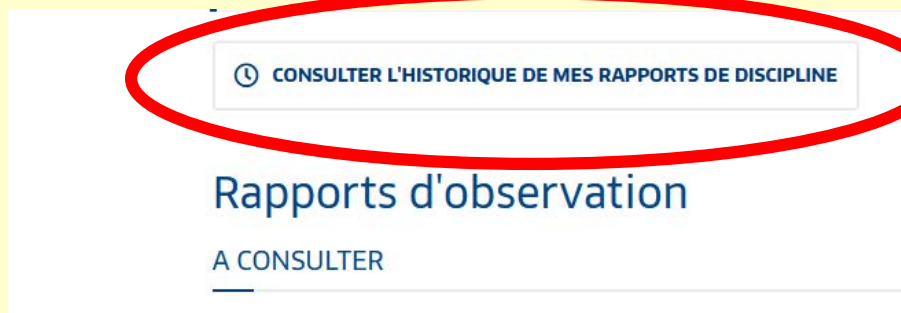 CONSULTER L'HISTORIQUE DE MES RAPPORTS DE DISCIPLINE
Rapports d'observation
A CONSULTER